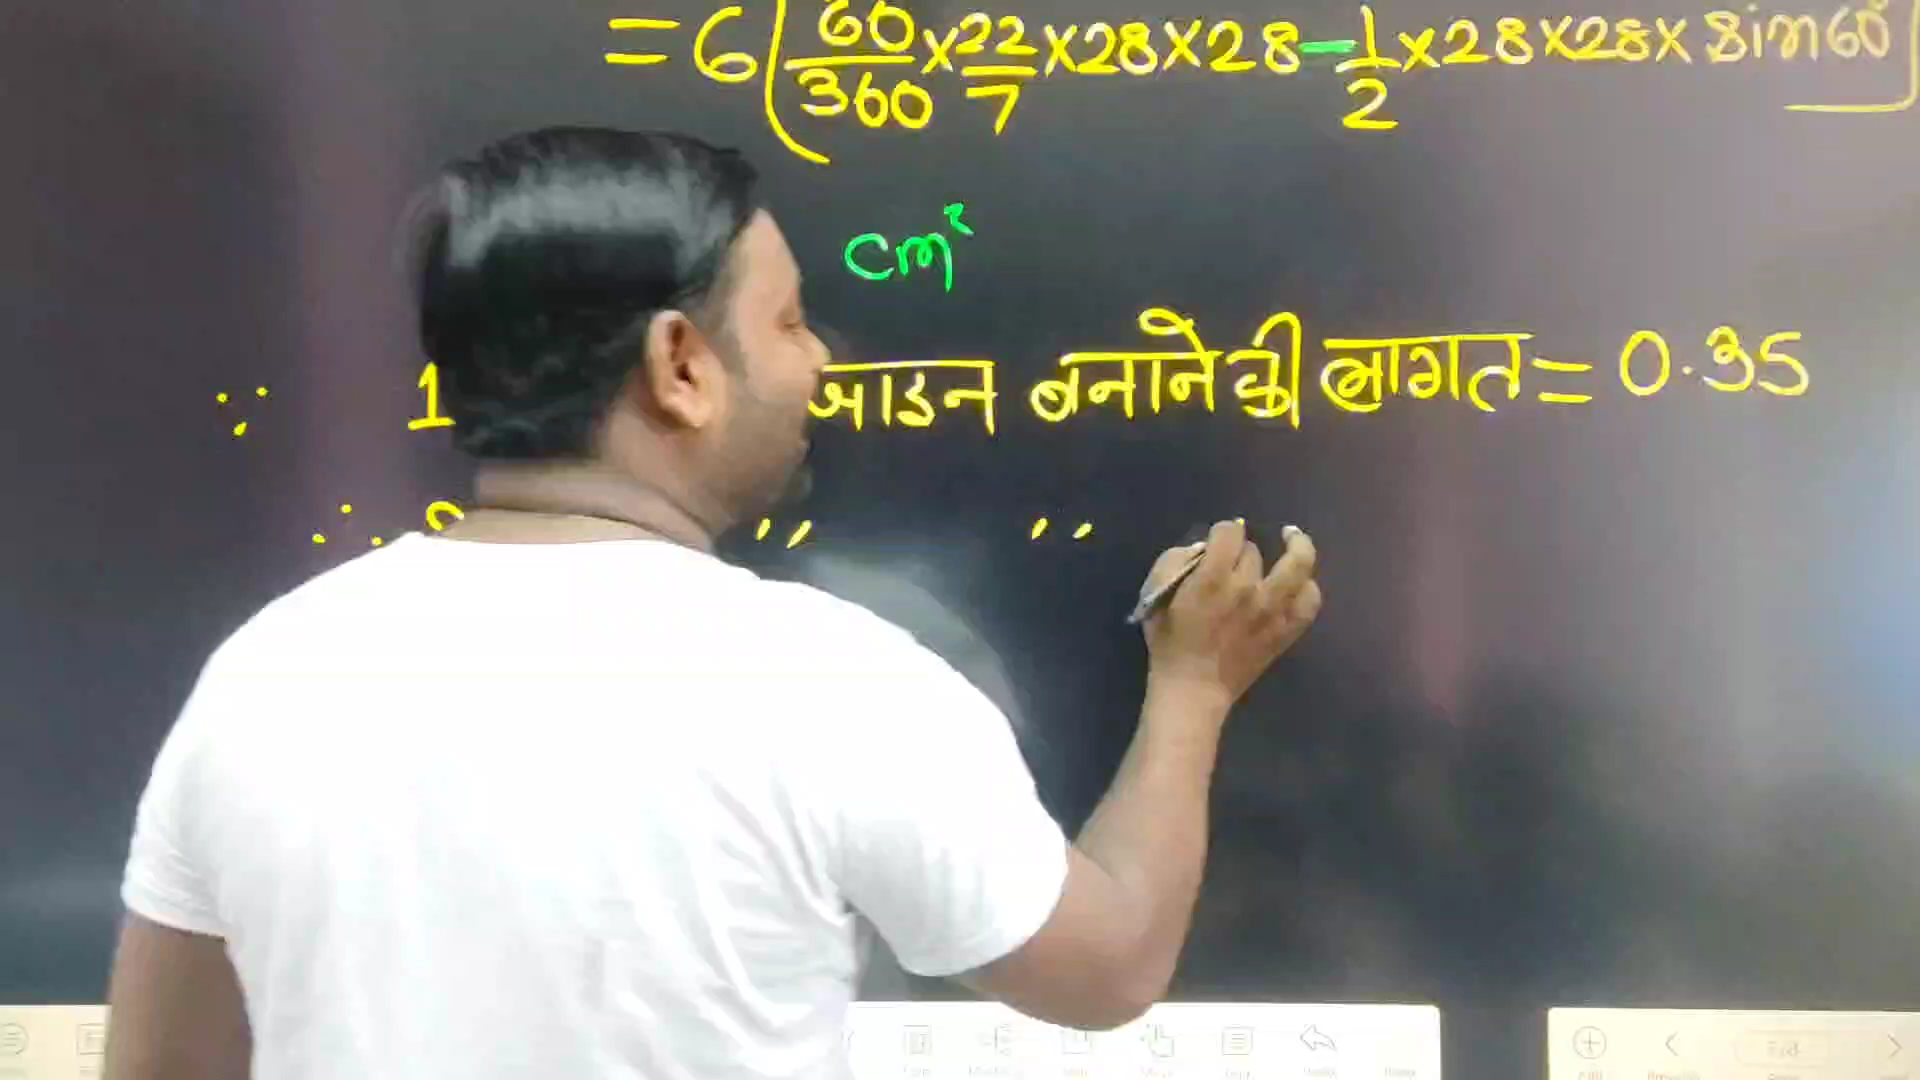 =6(60/360×22/7×28×28-1/2×28×28×Sin60°]
cm²
∵ 1 जाइन बनाने की लागत = 0.35
∴ ,, ,,